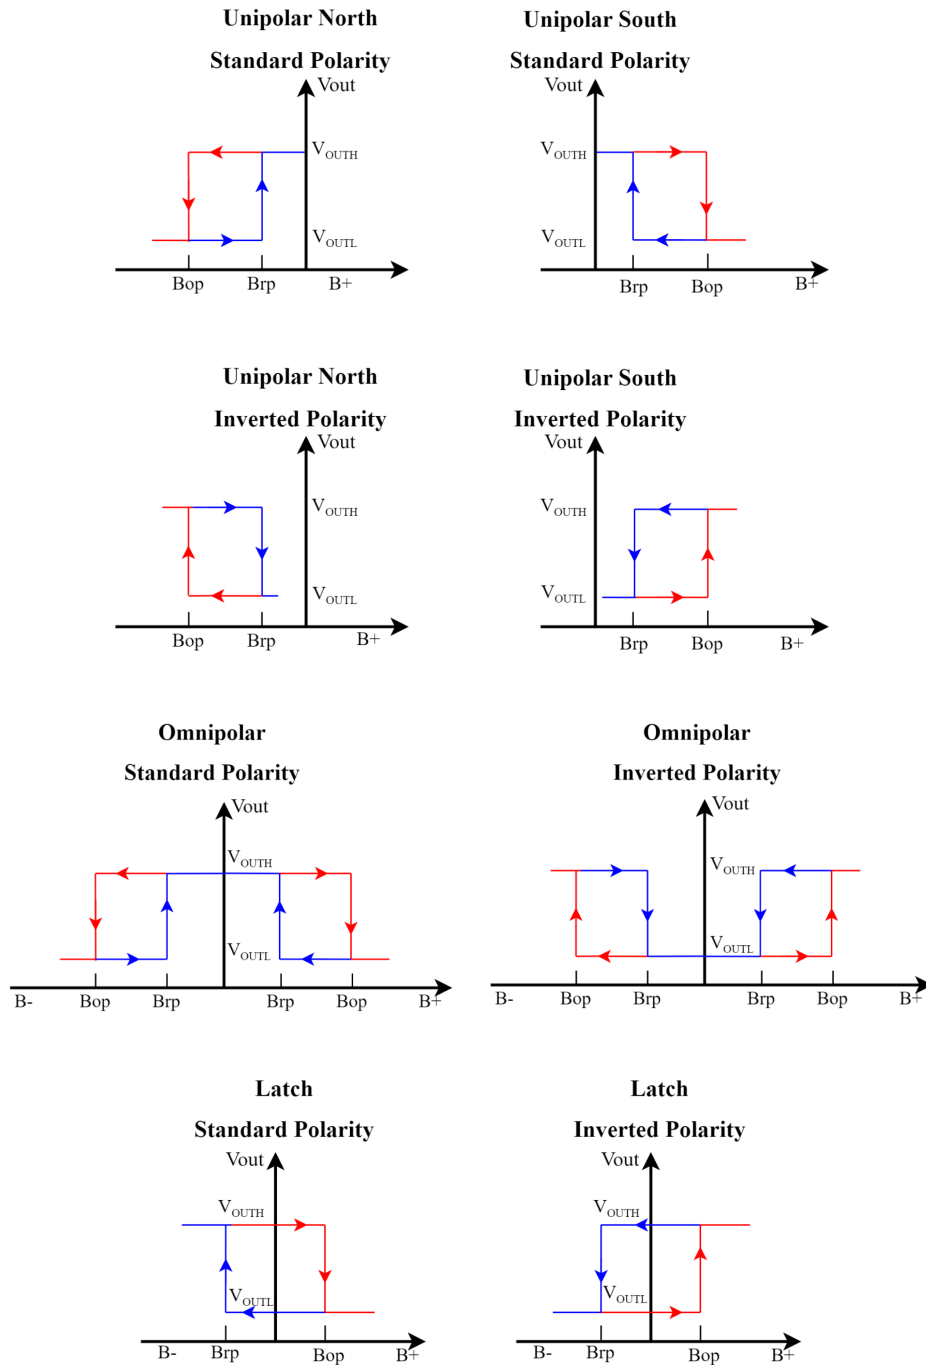 Unipolar North
Standard Polarity
Vout
VOUTH
VOUTL
Bop Brp B+
Unipolar South
Standard Polarity
Vout
VOUTH
VOUTL
Brp Bop B+
Unipolar North
Inverted Polarity
Vout
VOUTH
VOUTL
Bop Brp B+
Unipolar South
Inverted Polarity
Vout
VOUTH
VOUTL
Brp Bop B+
Omnipolar
Standard Polarity
Vout
VOUTH
VOUTL
B- Bop Brp Brp Bop B+
Omnipolar
Inverted Polarity
Vout
VOUTH
VOUTL
B- Bop Brp Brp Bop B+
Latch
Standard Polarity
Vout
VOUTH
VOUTL
B- Brp Bop B+
Latch
Inverted Polarity
Vout
VOUTH
VOUTL
B- Brp Bop B+